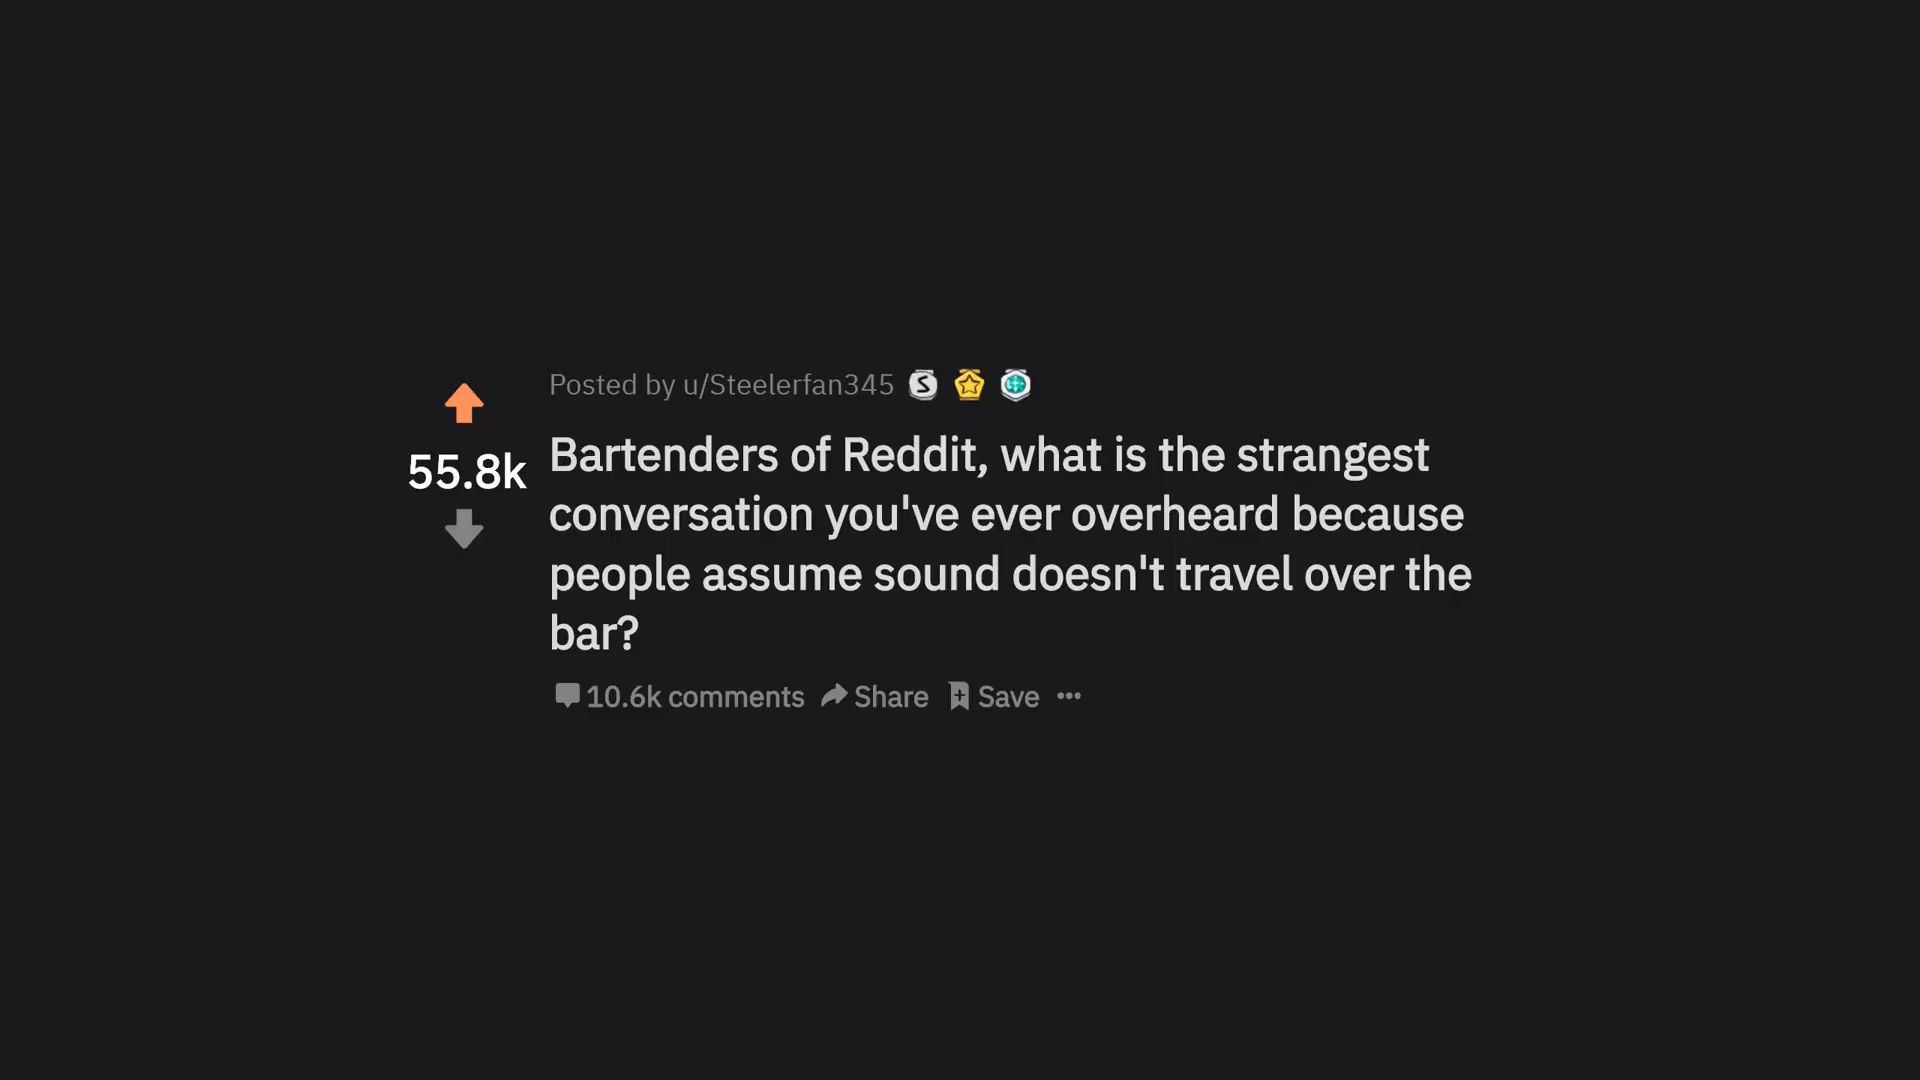 Posted by u/Steelerfan345
55.8k
Bartenders of Reddit, what is the strangest
conversation you've ever overheard because
people assume sound doesn't travel over the
bar?
10.6k comments Share Save ···